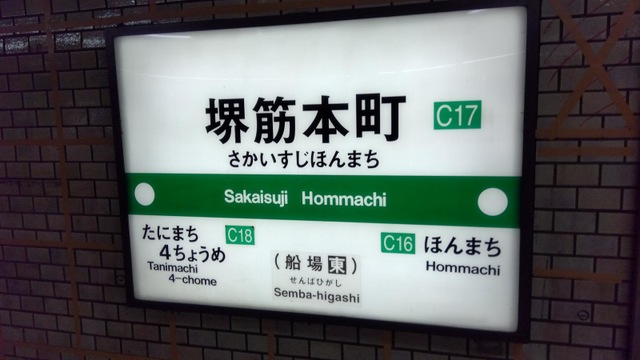 堺筋本町 C17
さかいすじほんまち
Sakaisuji Hommachi
たにまち
4ちょうめ
Tanimachi
4-chome
C18
(船場東)
せんばひがし
Semba-higashi
C16
ほんまち
Hommachi